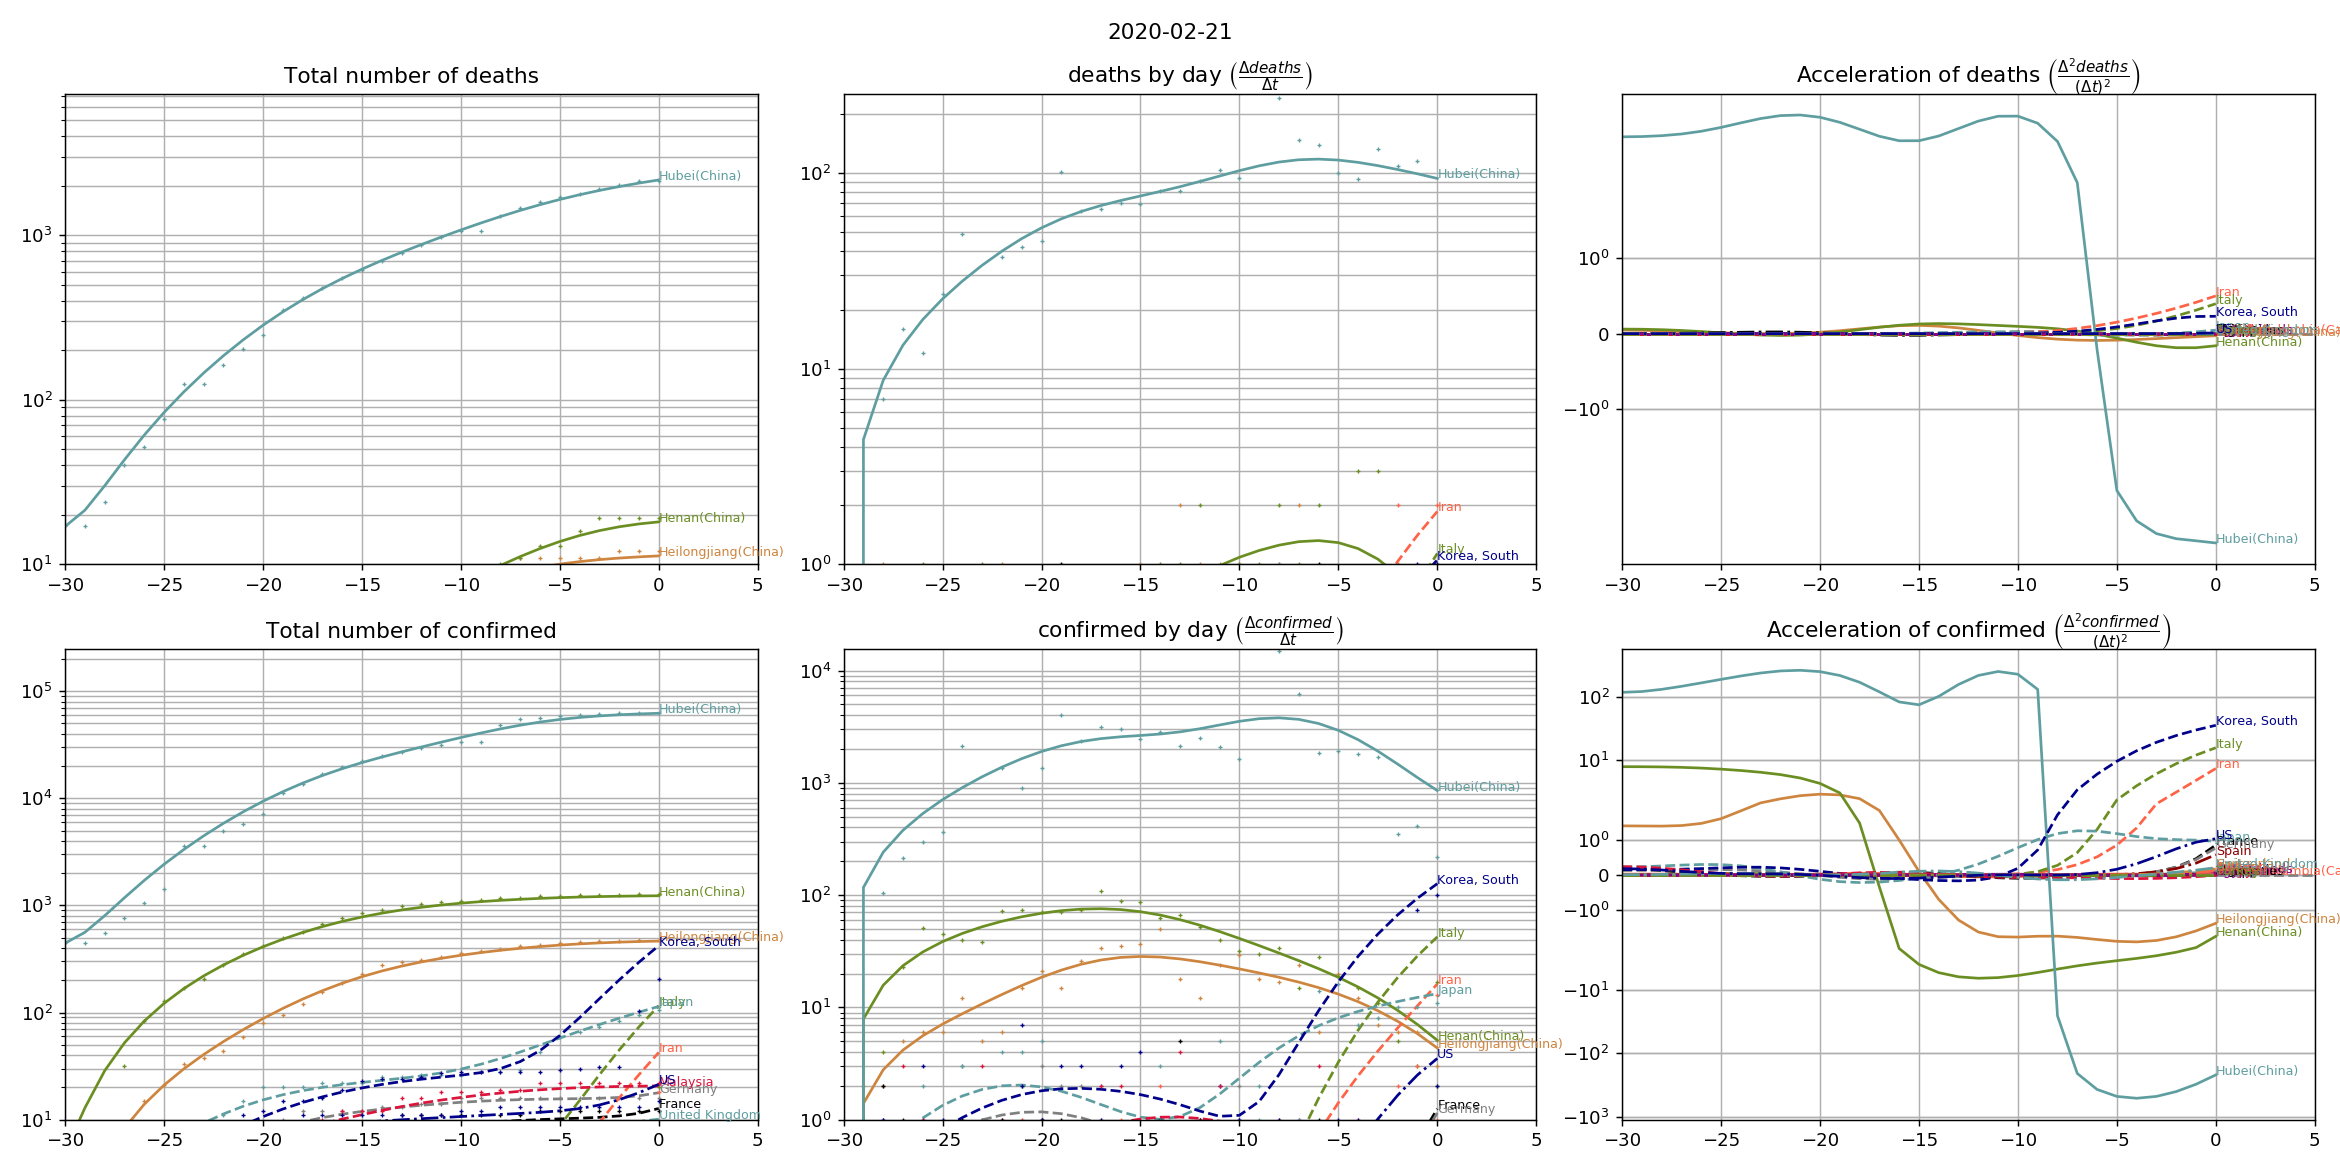 2020-02-21
Total number of deaths
deaths by day (Δdeaths/Δt)
Acceleration of deaths (Δ²deaths/(Δt)²)
10³
10²
10¹
Hubei(China)
Henan(China)
Heilongjiang(China)
−30 −25 −20 −15 −10 −5 0 5
10²
10¹
10⁰
Hubei(China)
Iran
Italy
Korea, South
−30 −25 −20 −15 −10 −5 0 5
10⁰
0
−10⁰
Iran
Italy
Korea, South
US
Henan(China)
Hubei(China)
−30 −25 −20 −15 −10 −5 0 5
Total number of confirmed
confirmed by day (Δconfirmed/Δt)
Acceleration of confirmed (Δ²confirmed/(Δt)²)
10⁵
10⁴
10³
10²
10¹
Hubei(China)
Henan(China)
Heilongjiang(China)
Korea, South
Japan
Italy
Iran
US
Malaysia
Germany
France
United Kingdom
−30 −25 −20 −15 −10 −5 0 5
10⁴
10³
10²
10¹
10⁰
Hubei(China)
Korea, South
Italy
Iran
Japan
Henan(China)
Heilongjiang(China)
US
France
Germany
−30 −25 −20 −15 −10 −5 0 5
10²
10¹
10⁰
0
−10⁰
−10¹
−10²
−10³
Korea, South
Italy
Iran
US
Japan
France
Germany
Spain
United Kingdom
Heilongjiang(China)
Henan(China)
Hubei(China)
−30 −25 −20 −15 −10 −5 0 5